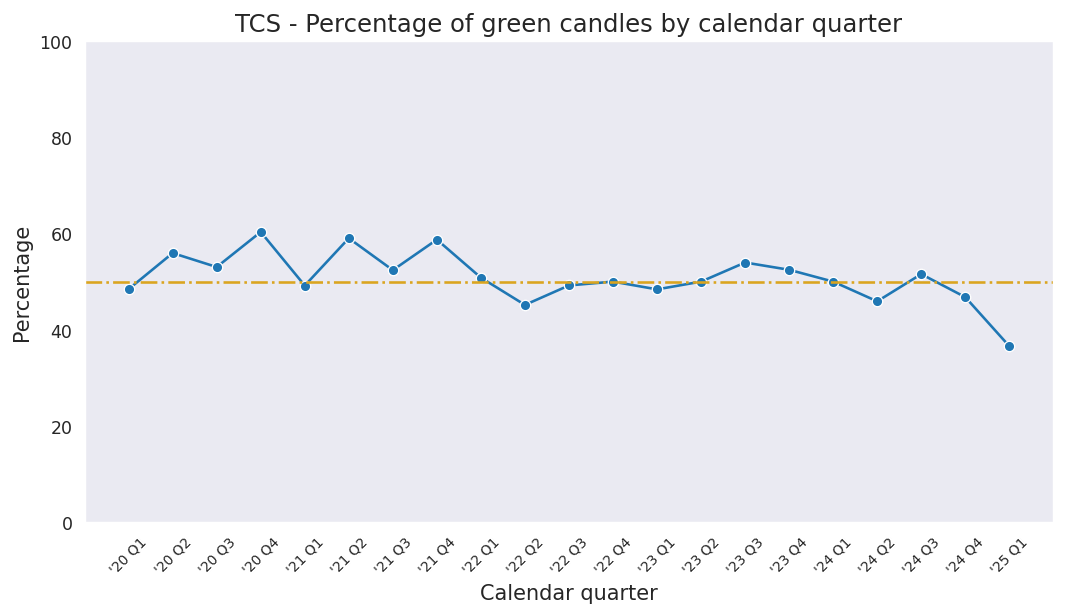 TCS - Percentage of green candles by calendar quarter
Percentage
100
80
60
40
20
0
'20 Q1
'20 Q2
'20 Q3
'20 Q4
'21 Q1
'21 Q2
'21 Q3
'21 Q4
'22 Q1
'22 Q2
'22 Q3
'22 Q4
'23 Q1
'23 Q2
'23 Q3
'23 Q4
'24 Q1
'24 Q2
'24 Q3
'24 Q4
'25 Q1
Calendar quarter